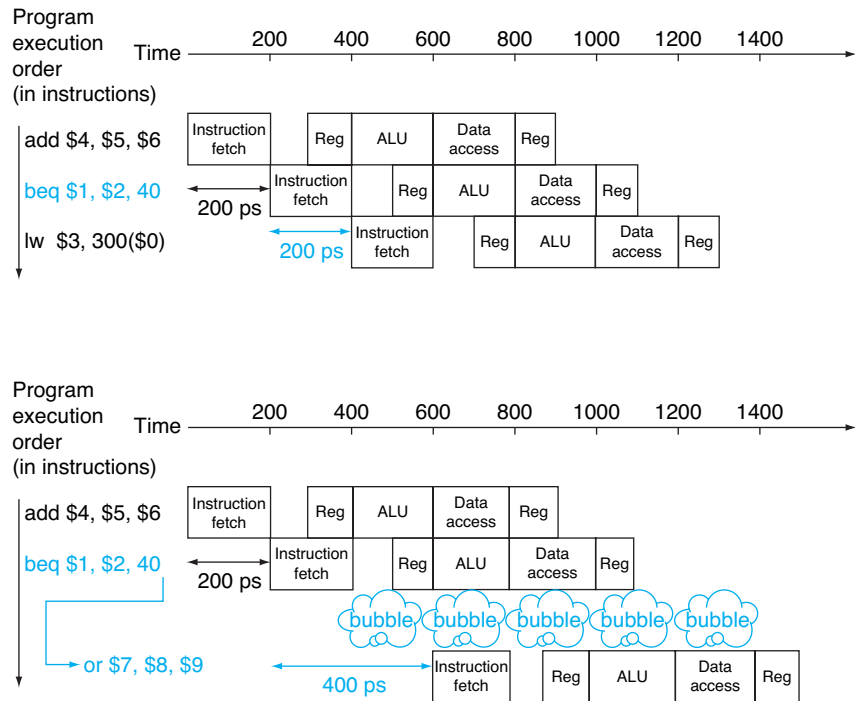 Program
execution
order
(in instructions)
Time
200 400 600 800 1000 1200 1400
add $4, $5, $6
Instruction
fetch
Reg
ALU
Data
access
Reg
beq $1, $2, 40
200 ps
Instruction
fetch
Reg
ALU
Data
access
Reg
lw $3, 300($0)
200 ps
Instruction
fetch
Reg
ALU
Data
access
Reg
Program
execution
order
(in instructions)
Time
200 400 600 800 1000 1200 1400
add $4, $5, $6
Instruction
fetch
Reg
ALU
Data
access
Reg
beq $1, $2, 40
200 ps
Instruction
fetch
Reg
ALU
Data
access
Reg
bubble bubble bubble bubble bubble
or $7, $8, $9
400 ps
Instruction
fetch
Reg
ALU
Data
access
Reg